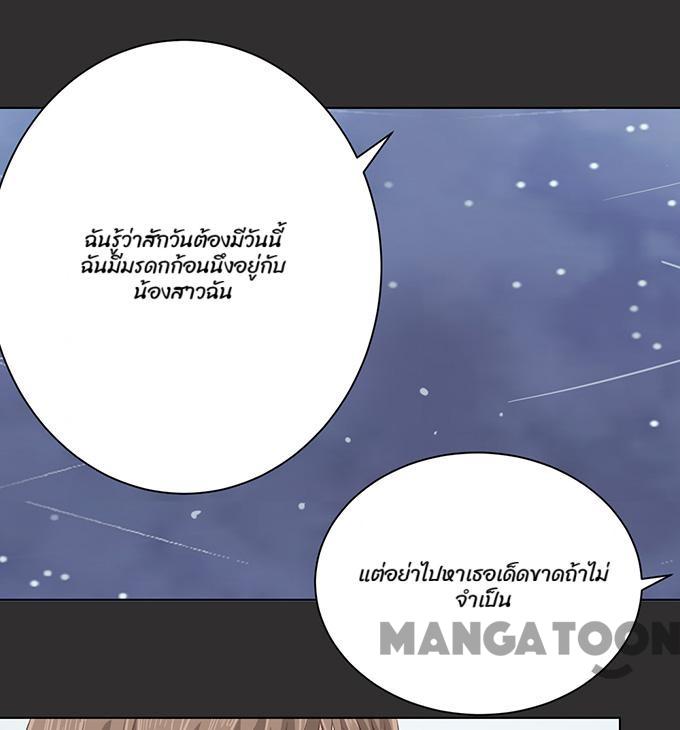 ฉันรู้ว่าสักวันต้องมีวันนี้
ฉันมีมรดกก้อนนึงอยู่กับ
น้องสาวฉัน
แต่อย่าไปหาเธอเด็ดขาดถ้าไม่
จำเป็น
MANGATOON